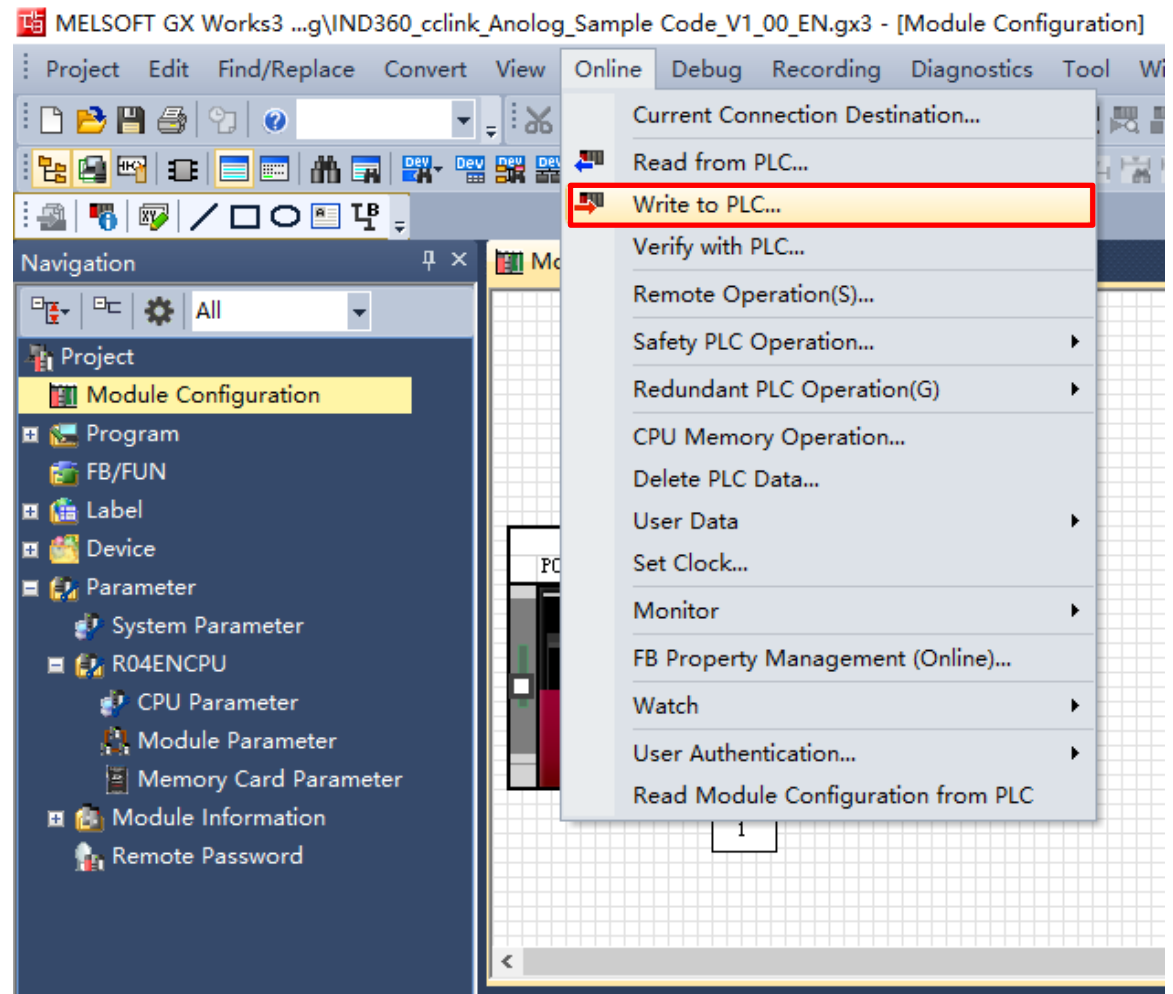 MELSOFT GX Works3 ...g\IND360_cclink_Anolog_Sample Code_V1_00_EN.gx3 - [Module Configuration]
Project Edit Find/Replace Convert View Online Debug Recording Diagnostics Tool Wi
Current Connection Destination...
Read from PLC...
Write to PLC...
Verify with PLC...
Remote Operation(S)...
Safety PLC Operation...
Redundant PLC Operation(G)
CPU Memory Operation...
Delete PLC Data...
User Data
Set Clock...
Monitor
FB Property Management (Online)...
Watch
User Authentication...
Read Module Configuration from PLC
Navigation
All
Project
Module Configuration
Program
FB/FUN
Label
Device
Parameter
System Parameter
R04ENCPU
CPU Parameter
Module Parameter
Memory Card Parameter
Module Information
Remote Password
Mo
PO
1